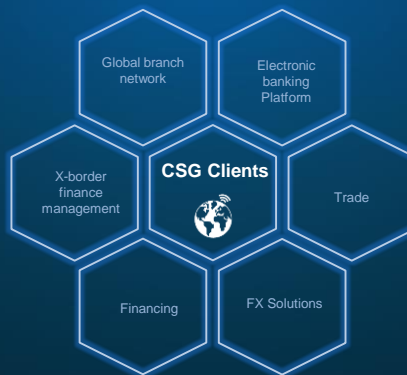 Global branch
network
Electronic
banking
Platform
X-border
finance
management
CSG Clients
Trade
Financing
FX Solutions